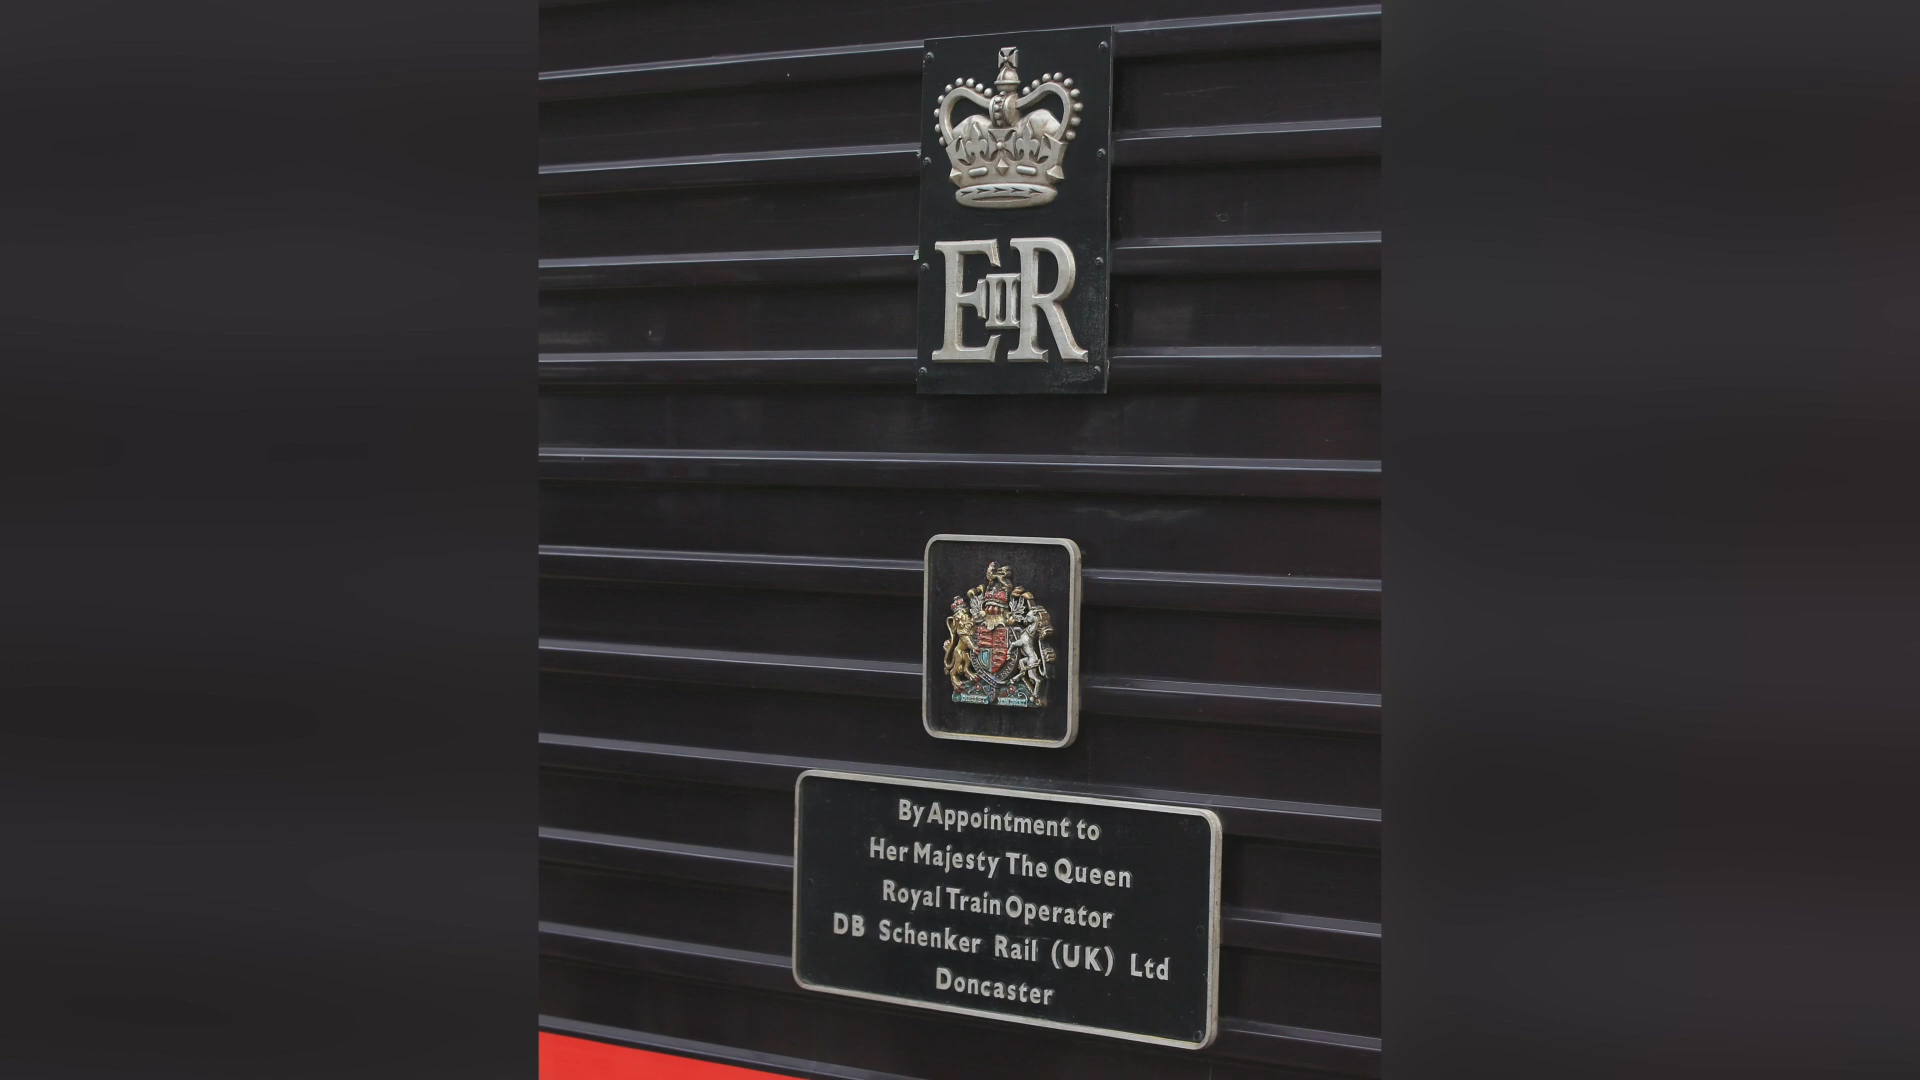 EIIR
By Appointment to
Her Majesty The Queen
Royal Train Operator
DB Schenker Rail (UK) Ltd
Doncaster